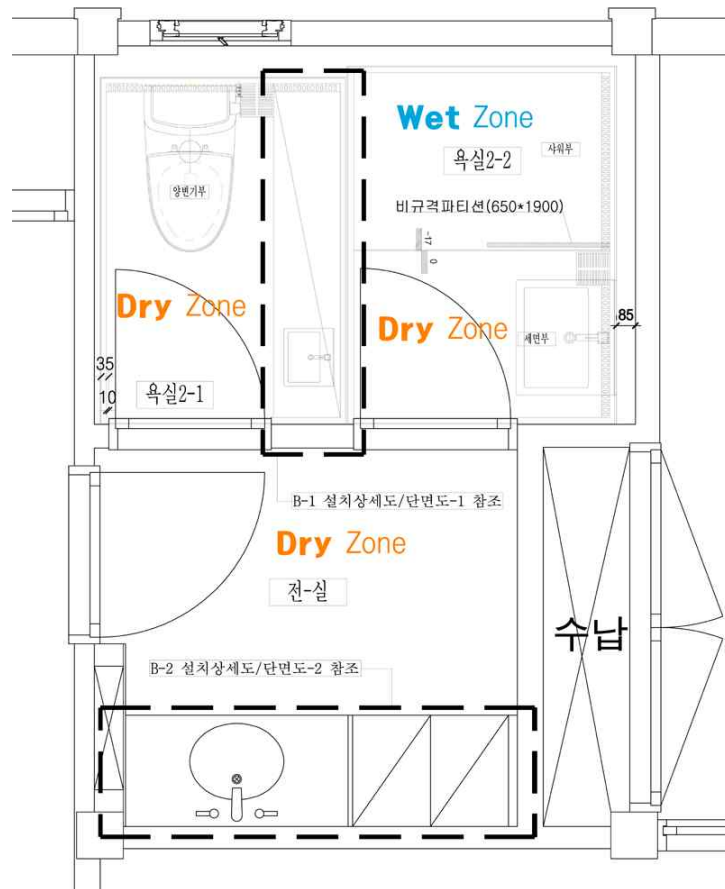 Wet Zone
욕실2-2
샤워부
양변기부
비규격파티션(650*1900)
-17
0
Dry Zone
Dry Zone
세면부
85
35
10
욕실2-1
B-1 설치상세도/단면도-1 참조
Dry Zone
전-실
수납
B-2 설치상세도/단면도-2 참조